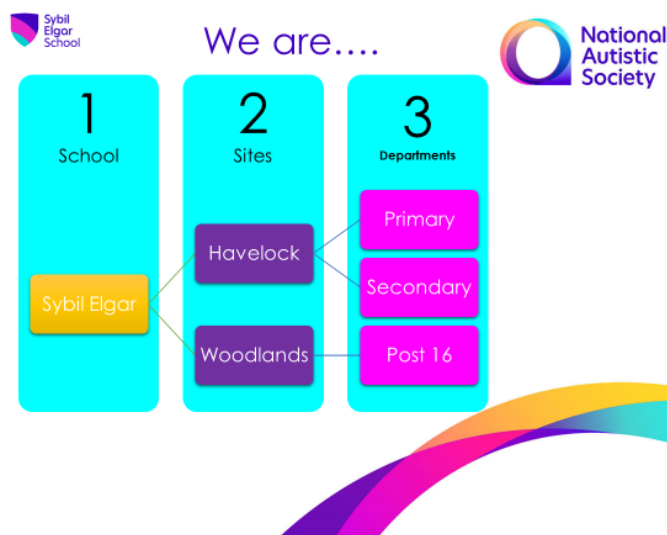 Sybil
Elgar
School
We are....
National
Autistic
Society
1
School
2
Sites
3
Departments
Sybil Elgar
Havelock
Woodlands
Primary
Secondary
Post 16